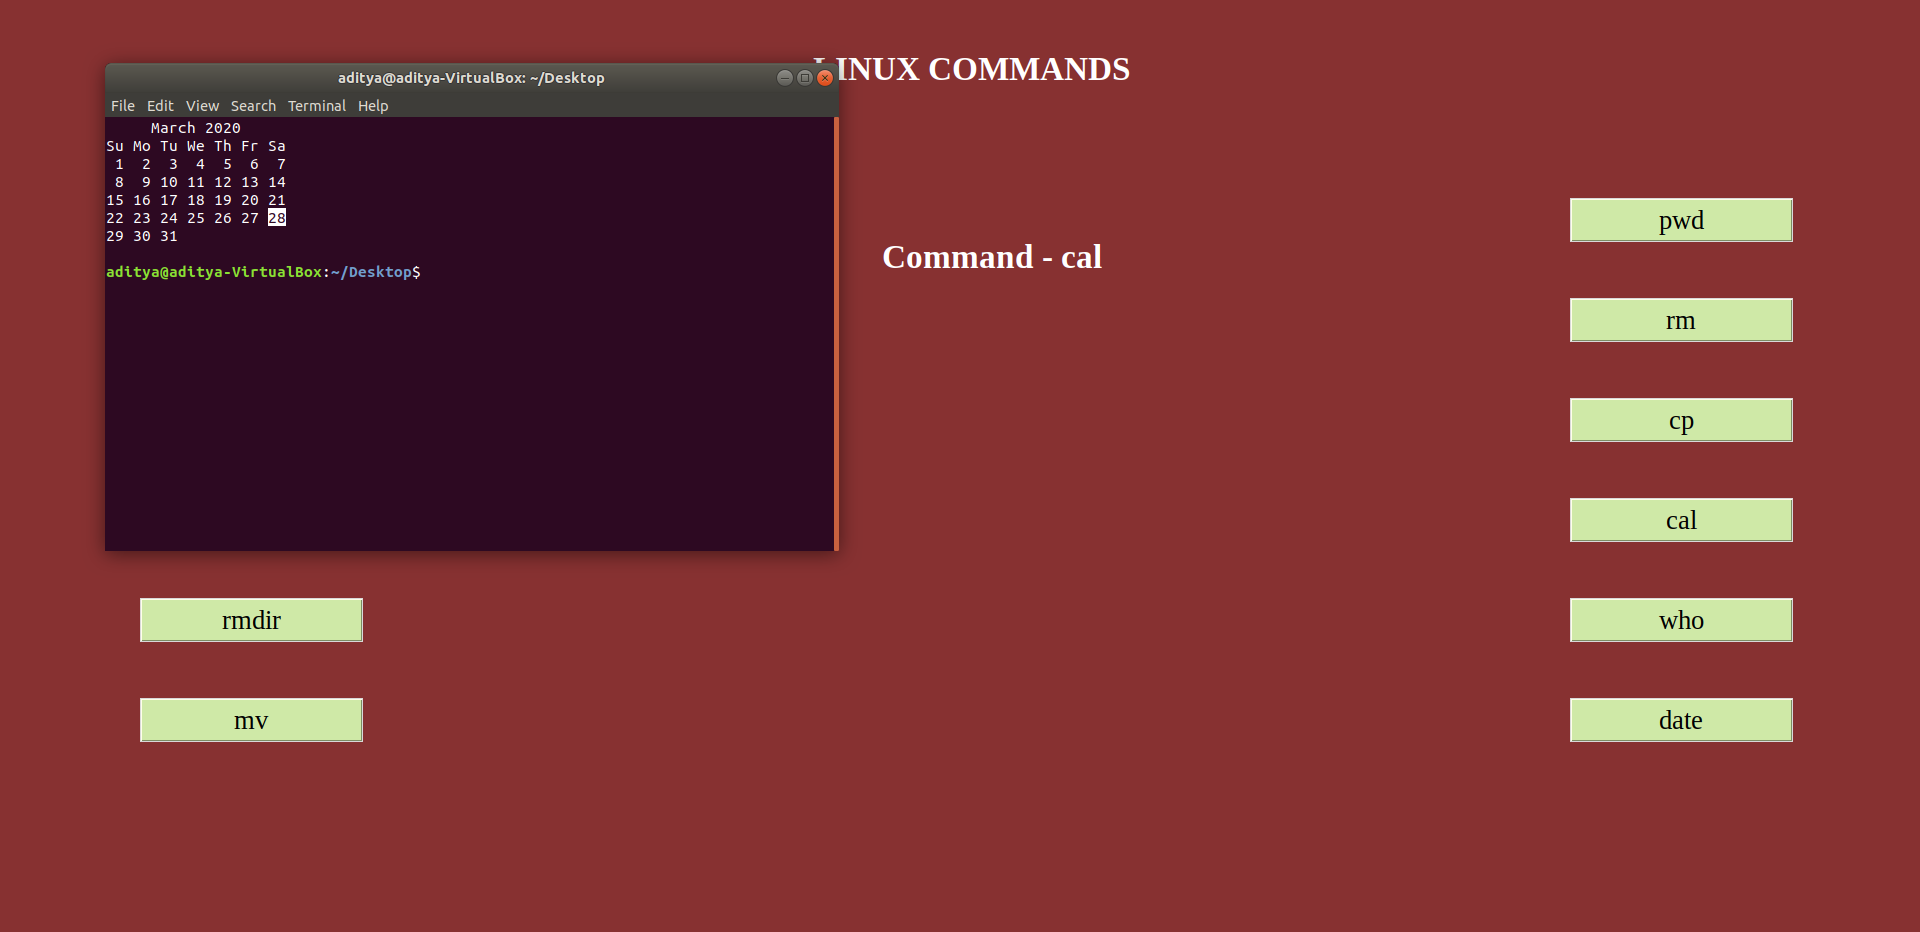 LINUX COMMANDS
aditya@aditya-VirtualBox: ~/Desktop
File Edit View Search Terminal Help
March 2020
Su Mo Tu We Th Fr Sa
1 2 3 4 5 6 7
8 9 10 11 12 13 14
15 16 17 18 19 20 21
22 23 24 25 26 27 28
29 30 31
aditya@aditya-VirtualBox:~/Desktop$
Command - cal
rmdir
mv
pwd
rm
cp
cal
who
date